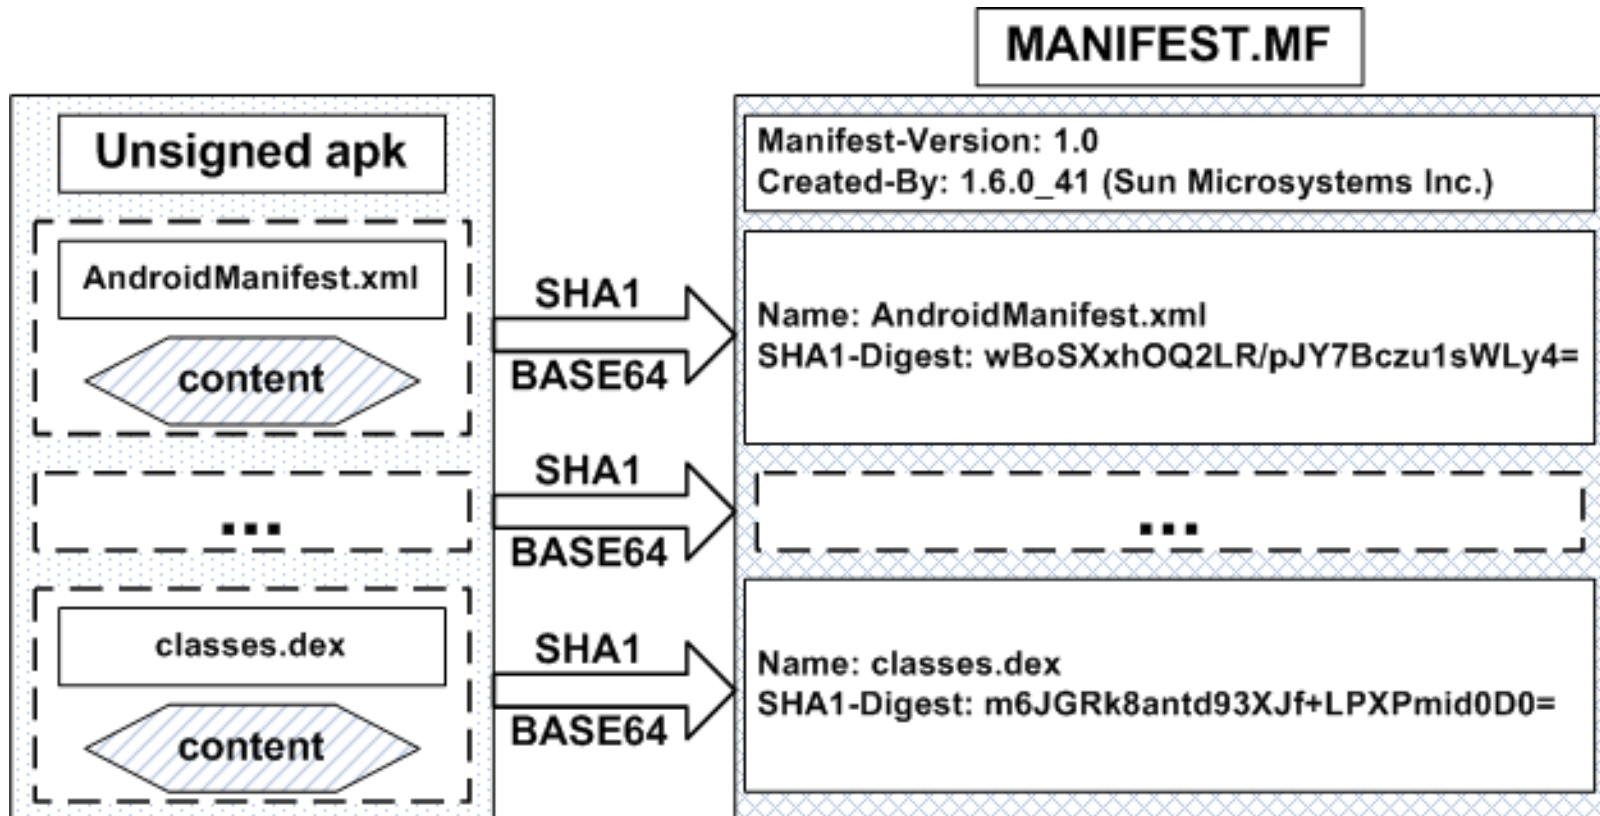 MANIFEST.MF
Unsigned apk
AndroidManifest.xml
content
...
classes.dex
content
SHA1
BASE64
SHA1
BASE64
SHA1
BASE64
Manifest-Version: 1.0
Created-By: 1.6.0_41 (Sun Microsystems Inc.)
Name: AndroidManifest.xml
SHA1-Digest: wBoSXxhOQ2LR/pJY7Bczu1sWLy4=
...
Name: classes.dex
SHA1-Digest: m6JGRk8antd93XJf+LPXPmid0D0=